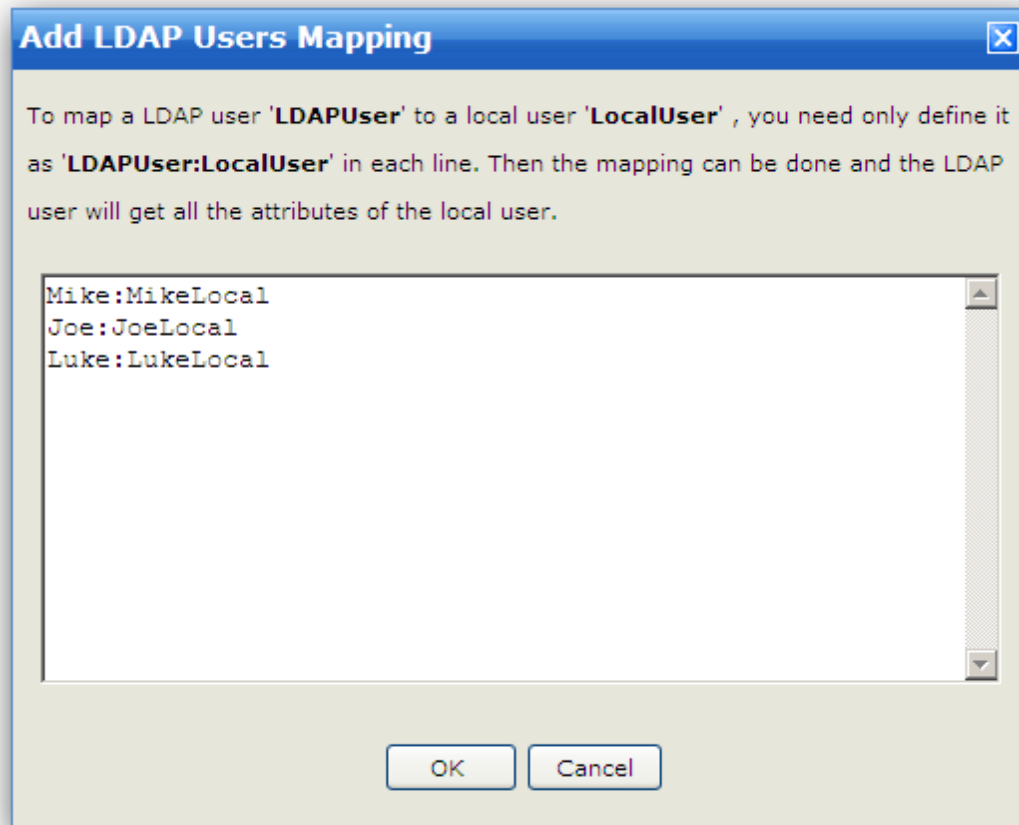 Add LDAP Users Mapping
To map a LDAP user 'LDAPUser' to a local user 'LocalUser' , you need only define it
as 'LDAPUser:LocalUser' in each line. Then the mapping can be done and the LDAP
user will get all the attributes of the local user.
Mike:MikeLocal
Joe:JoeLocal
Luke:LukeLocal
OK Cancel